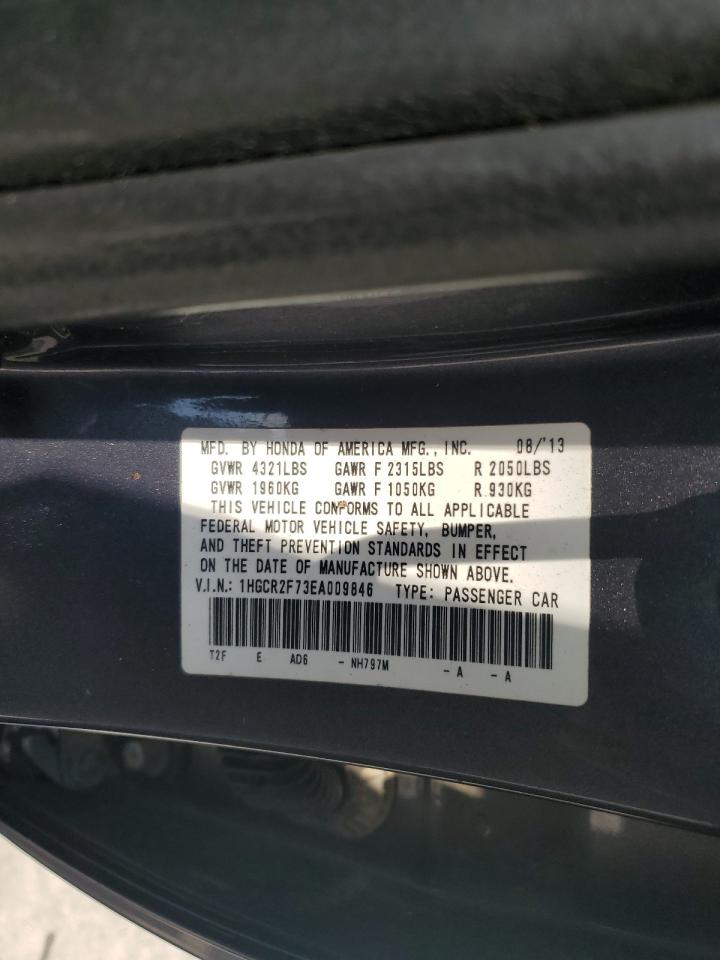 MFD. BY HONDA OF AMERICA MFG., INC. 08/'13
GVWR 4321LBS GAWR F 2315LBS R 2050LBS
GVWR 1960KG GAWR F 1050KG R 930KG
THIS VEHICLE CONFORMS TO ALL APPLICABLE
FEDERAL MOTOR VEHICLE SAFETY, BUMPER,
AND THEFT PREVENTION STANDARDS IN EFFECT
ON THE DATE OF MANUFACTURE SHOWN ABOVE.
V.I.N.: 1HGCR2F73EA009846 TYPE: PASSENGER CAR
T2F E AD6 - NH797M - A - A